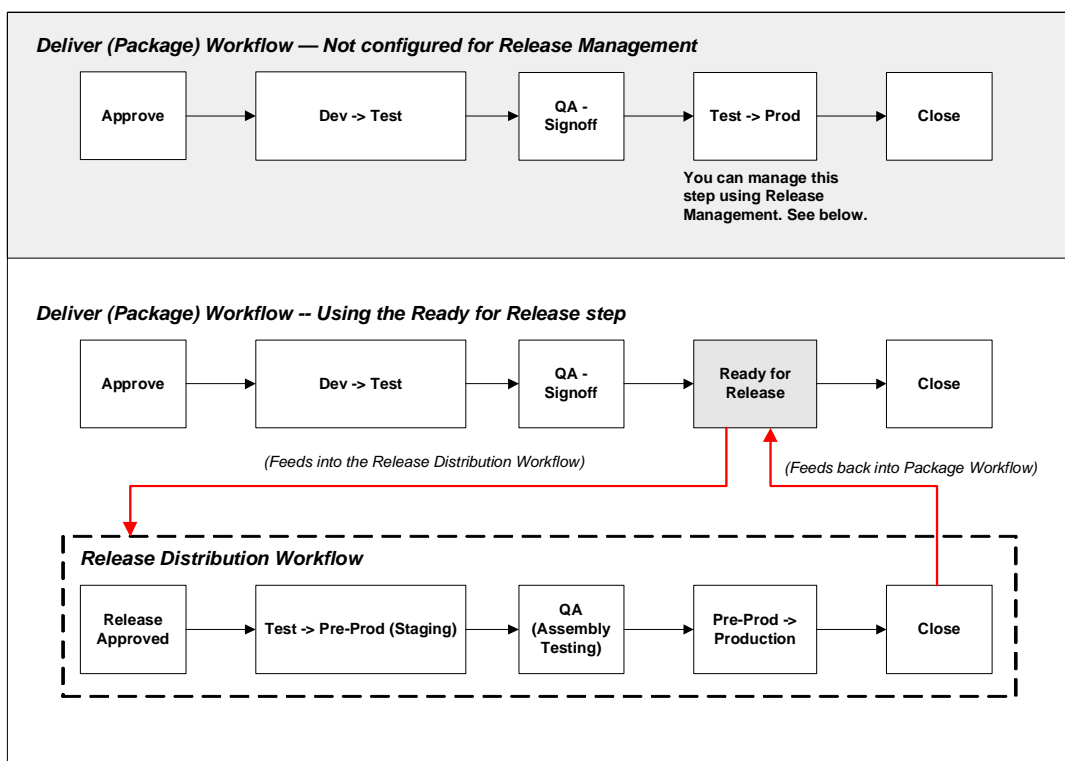 Deliver (Package) Workflow — Not configured for Release Management
Approve
Dev -> Test
QA -
Signoff
Test -> Prod
Close
You can manage this
step using Release
Management. See below.
Deliver (Package) Workflow -- Using the Ready for Release step
Approve
Dev -> Test
QA -
Signoff
Ready for
Release
Close
(Feeds into the Release Distribution Workflow)
(Feeds back into Package Workflow)
Release Distribution Workflow
Release
Approved
Test -> Pre-Prod (Staging)
QA
(Assembly
Testing)
Pre-Prod ->
Production
Close